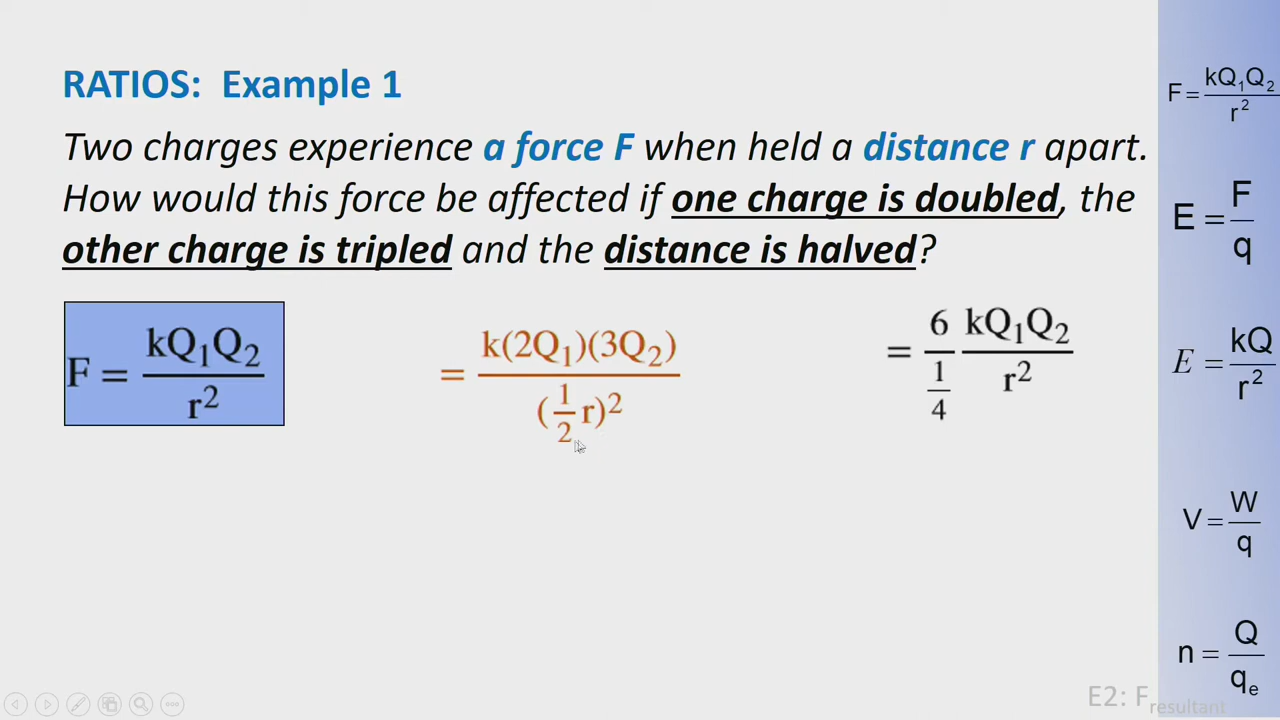 RATIOS: Example 1
Two charges experience a force F when held a distance r apart.
How would this force be affected if one charge is doubled, the
other charge is tripled and the distance is halved?
F = kQ₁Q₂ / r²
= k(2Q₁)(3Q₂) / (½r)²
= 6 / ¼ kQ₁Q₂ / r²
F = kQ₁Q₂ / r²
E = F / q
E = kQ / r²
V = W / q
n = Q / qₑ
E2: F resultant